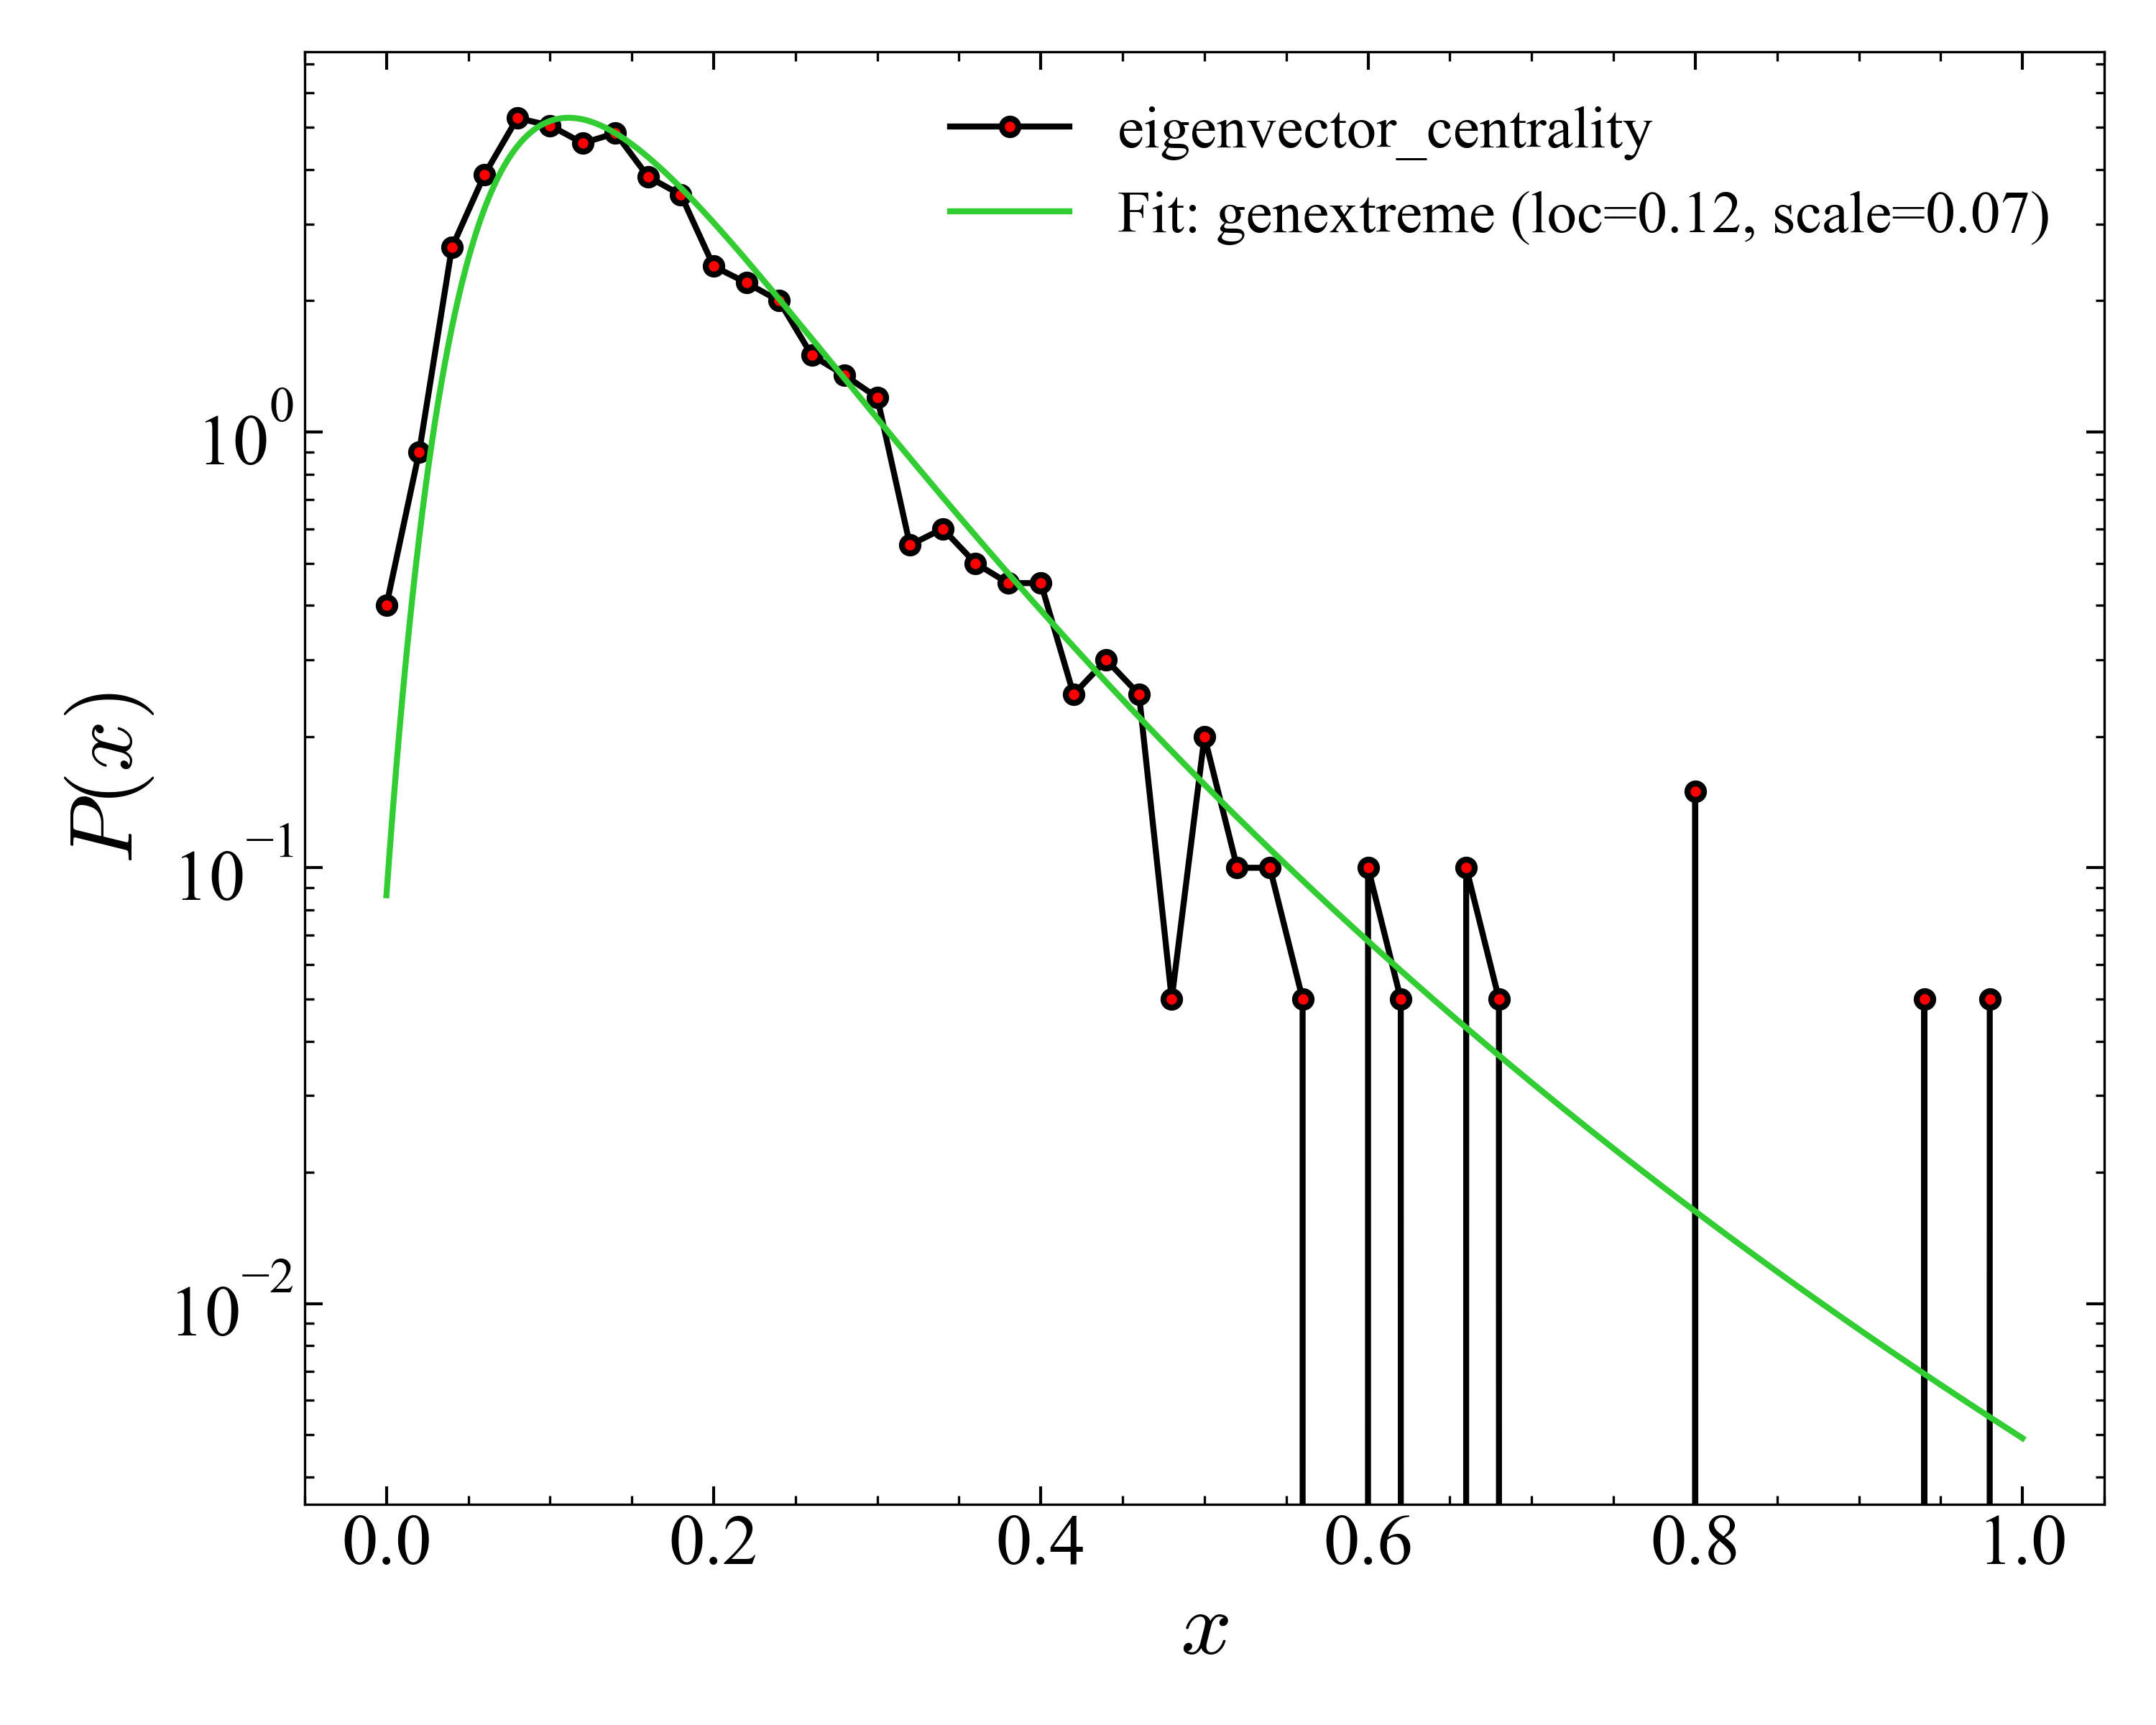 eigenvector_centrality
Fit: genextreme (loc=0.12, scale=0.07)
P(x)
10^0
10^−1
10^−2
0.0 0.2 0.4 0.6 0.8 1.0
x